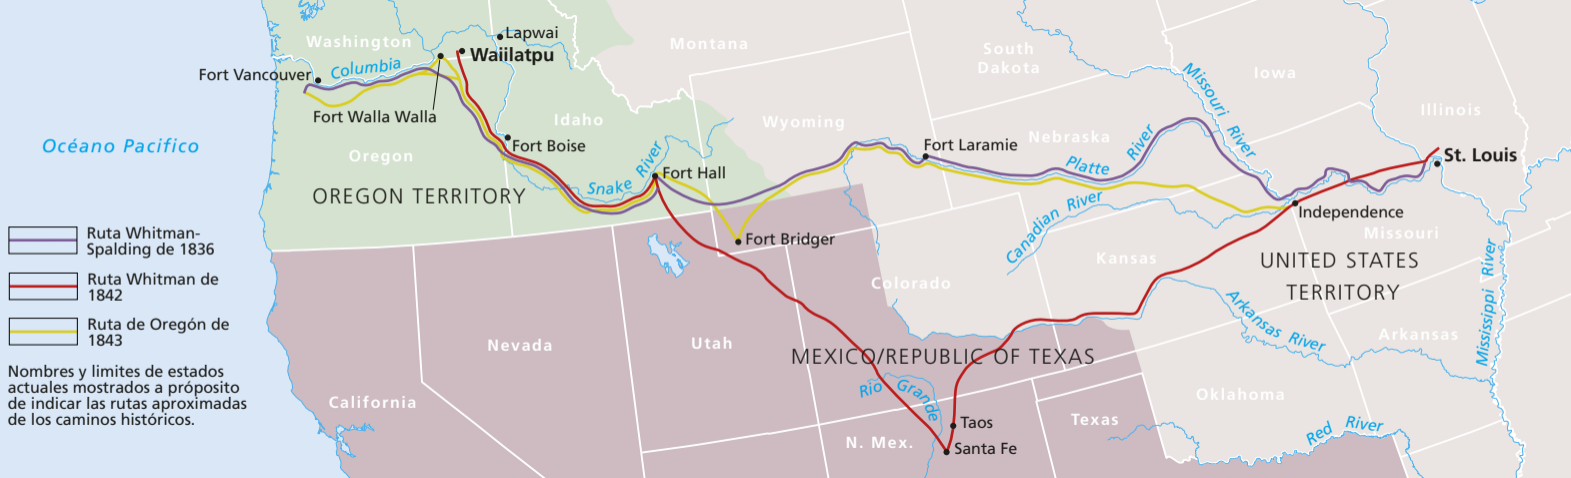 Washington
Lapwai
Waiilatpu
Montana
South
Dakota
Iowa
Illinois
Fort Vancouver
Columbia
Fort Walla Walla
Idaho
Wyoming
Missouri River
Océano Pacifico
Oregon
Fort Boise
Snake River
Fort Hall
Fort Laramie
Nebraska
Platte River
St. Louis
OREGON TERRITORY
Fort Bridger
Canadian River
Independence
Missouri
Kansas
UNITED STATES
TERRITORY
Colorado
Arkansas River
Arkansas
Mississippi River
Nevada
Utah
MEXICO/REPUBLIC OF TEXAS
Rio Grande
California
Oklahoma
Texas
Red River
Taos
N. Mex.
Santa Fe
Ruta Whitman-
Spalding de 1836
Ruta Whitman de
1842
Ruta de Oregón de
1843
Nombres y limites de estados
actuales mostrados a próposito
de indicar las rutas aproximadas
de los caminos históricos.